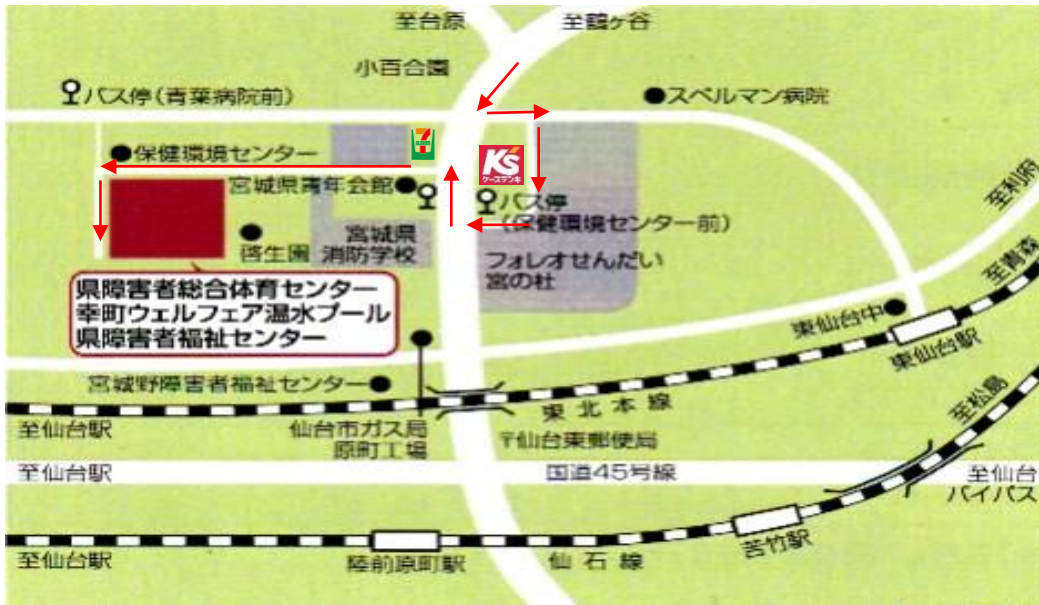 至台原
至鶴ヶ谷
小百合園
バス停(青葉病院前)
スペルマン病院
保健環境センター
7
ELEVEN
K's
ケーズデンキ
宮城県青年会館
バス停
(保健環境センター前)
至利府
啓生園
宮城県
消防学校
フォレオせんだい
宮の杜
至青森
県障害者総合体育センター
幸町ウェルフェア温水プール
県障害者福祉センター
東仙台中
東仙台駅
宮城野障害者福祉センター
東北本線
至松島
至仙台駅
仙台市ガス局
原町工場
〒仙台東郵便局
至仙台駅
国道45号線
至仙台
バイパス
苦竹駅
至仙台駅
陸前原町駅
仙石線